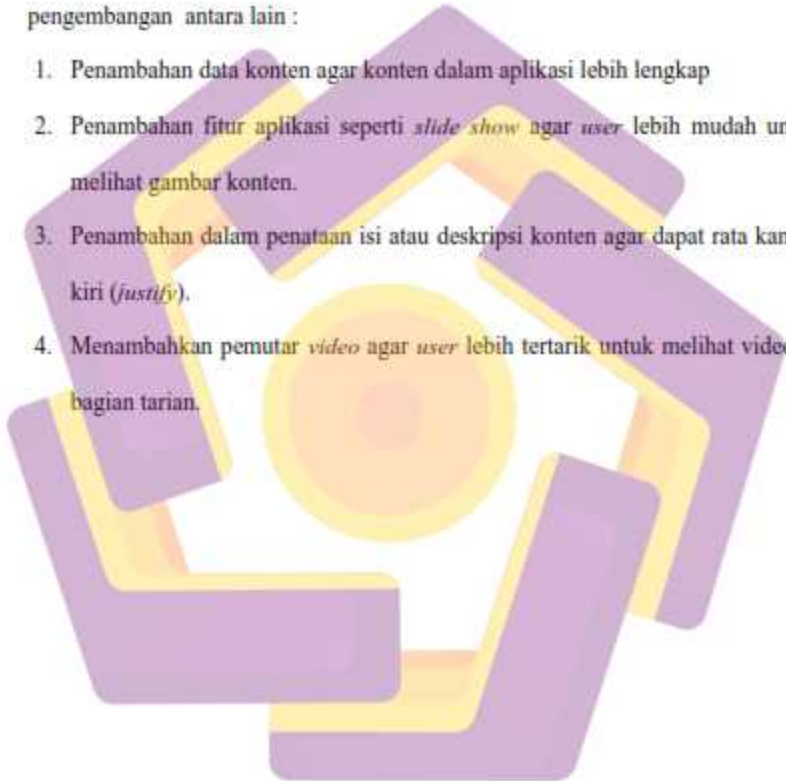 pengembangan antara lain :
1. Penambahan data konten agar konten dalam aplikasi lebih lengkap
2. Penambahan fitur aplikasi seperti slide show agar user lebih mudah un
melihat gambar konten.
3. Penambahan dalam penataan isi atau deskripsi konten agar dapat rata kan
kiri (justify).
4. Menambahkan pemutar video agar user lebih tertarik untuk melihat vide
bagian tarian.